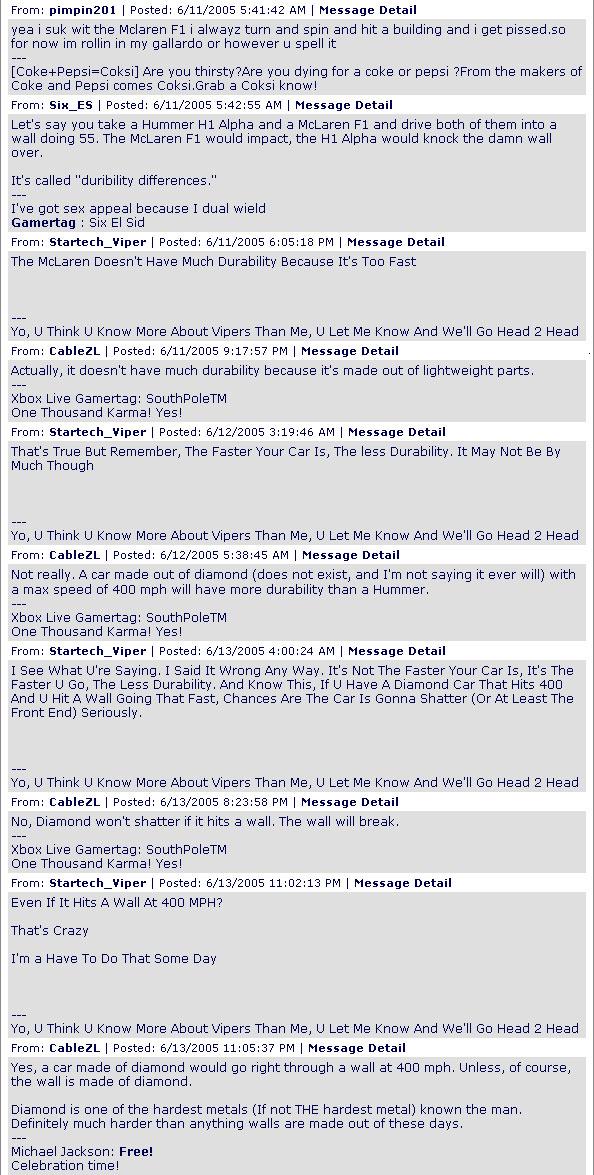 From: pimpin201 | Posted: 6/11/2005 5:41:42 AM | Message Detail
yea i suk wit the Mclaren F1 i alwayz turn and spin and hit a building and i get pissed.so
for now im rollin in my gallardo or however u spell it
---
[Coke+Pepsi=Coksi] Are you thirsty?Are you dying for a coke or pepsi ?From the makers of
Coke and Pepsi comes Coksi.Grab a Coksi know!
From: Six_ES | Posted: 6/11/2005 5:42:55 AM | Message Detail
Let's say you take a Hummer H1 Alpha and a McLaren F1 and drive both of them into a
wall doing 55. The McLaren F1 would impact, the H1 Alpha would knock the damn wall
over.
It's called "duribility differences."
---
I've got sex appeal because I dual wield
Gamertag : Six El Sid
From: Startech_Viper | Posted: 6/11/2005 6:05:18 PM | Message Detail
The McLaren Doesn't Have Much Durability Because It's Too Fast
---
Yo, U Think U Know More About Vipers Than Me, U Let Me Know And We'll Go Head 2 Head
From: CableZL | Posted: 6/11/2005 9:17:57 PM | Message Detail
Actually, it doesn't have much durability because it's made out of lightweight parts.
---
Xbox Live Gamertag: SouthPoleTM
One Thousand Karma! Yes!
From: Startech_Viper | Posted: 6/12/2005 3:19:46 AM | Message Detail
That's True But Remember, The Faster Your Car Is, The less Durability. It May Not Be By
Much Though
---
Yo, U Think U Know More About Vipers Than Me, U Let Me Know And We'll Go Head 2 Head
From: CableZL | Posted: 6/12/2005 5:38:45 AM | Message Detail
Not really. A car made out of diamond (does not exist, and I'm not saying it ever will) with
a max speed of 400 mph will have more durability than a Hummer.
---
Xbox Live Gamertag: SouthPoleTM
One Thousand Karma! Yes!
From: Startech_Viper | Posted: 6/13/2005 4:00:24 AM | Message Detail
I See What U're Saying. I Said It Wrong Any Way. It's Not The Faster Your Car Is, It's The
Faster U Go, The Less Durability. And Know This, If U Have A Diamond Car That Hits 400
And U Hit A Wall Going That Fast, Chances Are The Car Is Gonna Shatter (Or At Least The
Front End) Seriously.
---
Yo, U Think U Know More About Vipers Than Me, U Let Me Know And We'll Go Head 2 Head
From: CableZL | Posted: 6/13/2005 8:23:58 PM | Message Detail
No, Diamond won't shatter if it hits a wall. The wall will break.
---
Xbox Live Gamertag: SouthPoleTM
One Thousand Karma! Yes!
From: Startech_Viper | Posted: 6/13/2005 11:02:13 PM | Message Detail
Even If It Hits A Wall At 400 MPH?
That's Crazy
I'm a Have To Do That Some Day
---
Yo, U Think U Know More About Vipers Than Me, U Let Me Know And We'll Go Head 2 Head
From: CableZL | Posted: 6/13/2005 11:05:37 PM | Message Detail
Yes, a car made of diamond would go right through a wall at 400 mph. Unless, of course,
the wall is made of diamond.
Diamond is one of the hardest metals (If not THE hardest metal) known the man.
Definitely much harder than anything walls are made out of these days.
---
Michael Jackson: Free!
Celebration time!